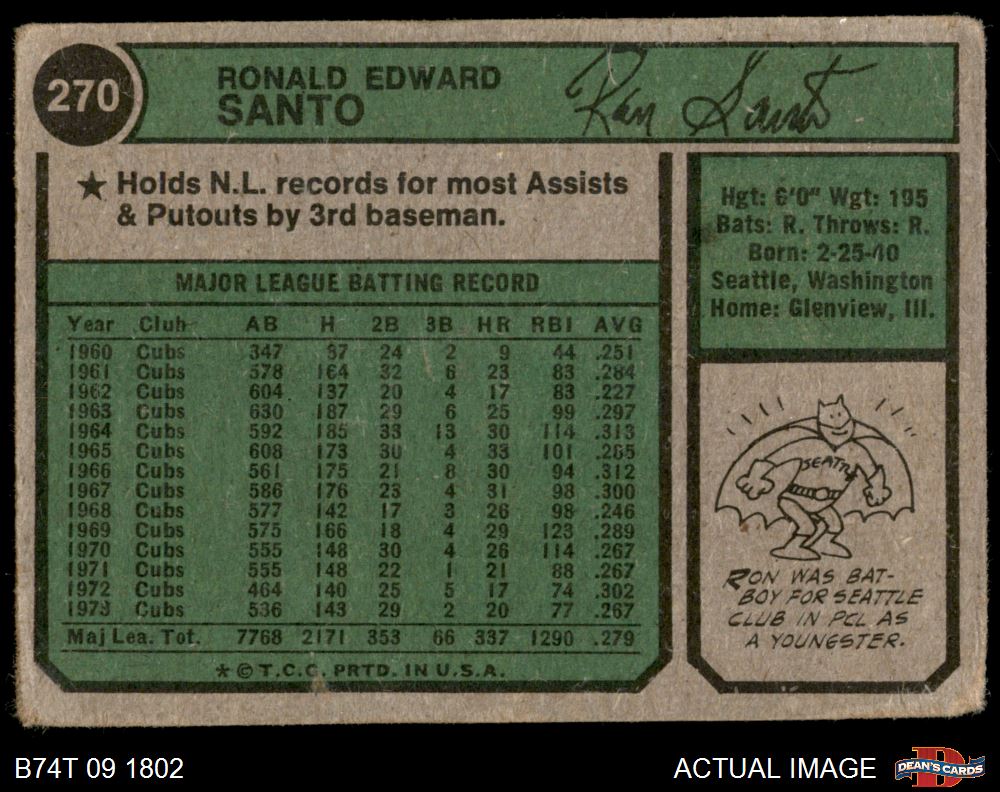 270
RONALD EDWARD
SANTO
Ron Santo
★ Holds N.L. records for most Assists
& Putouts by 3rd baseman.
Hgt: 6'0" Wgt: 195
Bats: R. Throws: R.
Born: 2-25-40
Seattle, Washington
Home: Glenview, Ill.
MAJOR LEAGUE BATTING RECORD
Year Club AB H 2B 3B HR RBI AVG
1960 Cubs 347 87 24 2 9 44 .251
1961 Cubs 578 164 32 6 23 83 .284
1962 Cubs 604 137 20 4 17 83 .227
1963 Cubs 630 187 29 6 25 99 .297
1964 Cubs 592 185 33 13 30 114 .313
1965 Cubs 608 173 30 4 33 101 .285
1966 Cubs 561 175 21 8 30 94 .312
1967 Cubs 586 176 23 4 31 98 .300
1968 Cubs 577 142 17 3 26 98 .246
1969 Cubs 575 166 18 4 29 123 .289
1970 Cubs 555 148 30 4 26 114 .267
1971 Cubs 555 148 22 1 21 88 .267
1972 Cubs 464 140 25 5 17 74 .302
1973 Cubs 536 143 29 2 20 77 .267
Maj Lea. Tot. 7768 2171 353 66 337 1290 .279
* © T.C.G. PRTD. IN U.S.A.
SEATTL
RON WAS BAT-
BOY FOR SEATTLE
CLUB IN PCL AS
A YOUNGSTER.
B74T 09 1802
ACTUAL IMAGE
DEAN'S CARDS